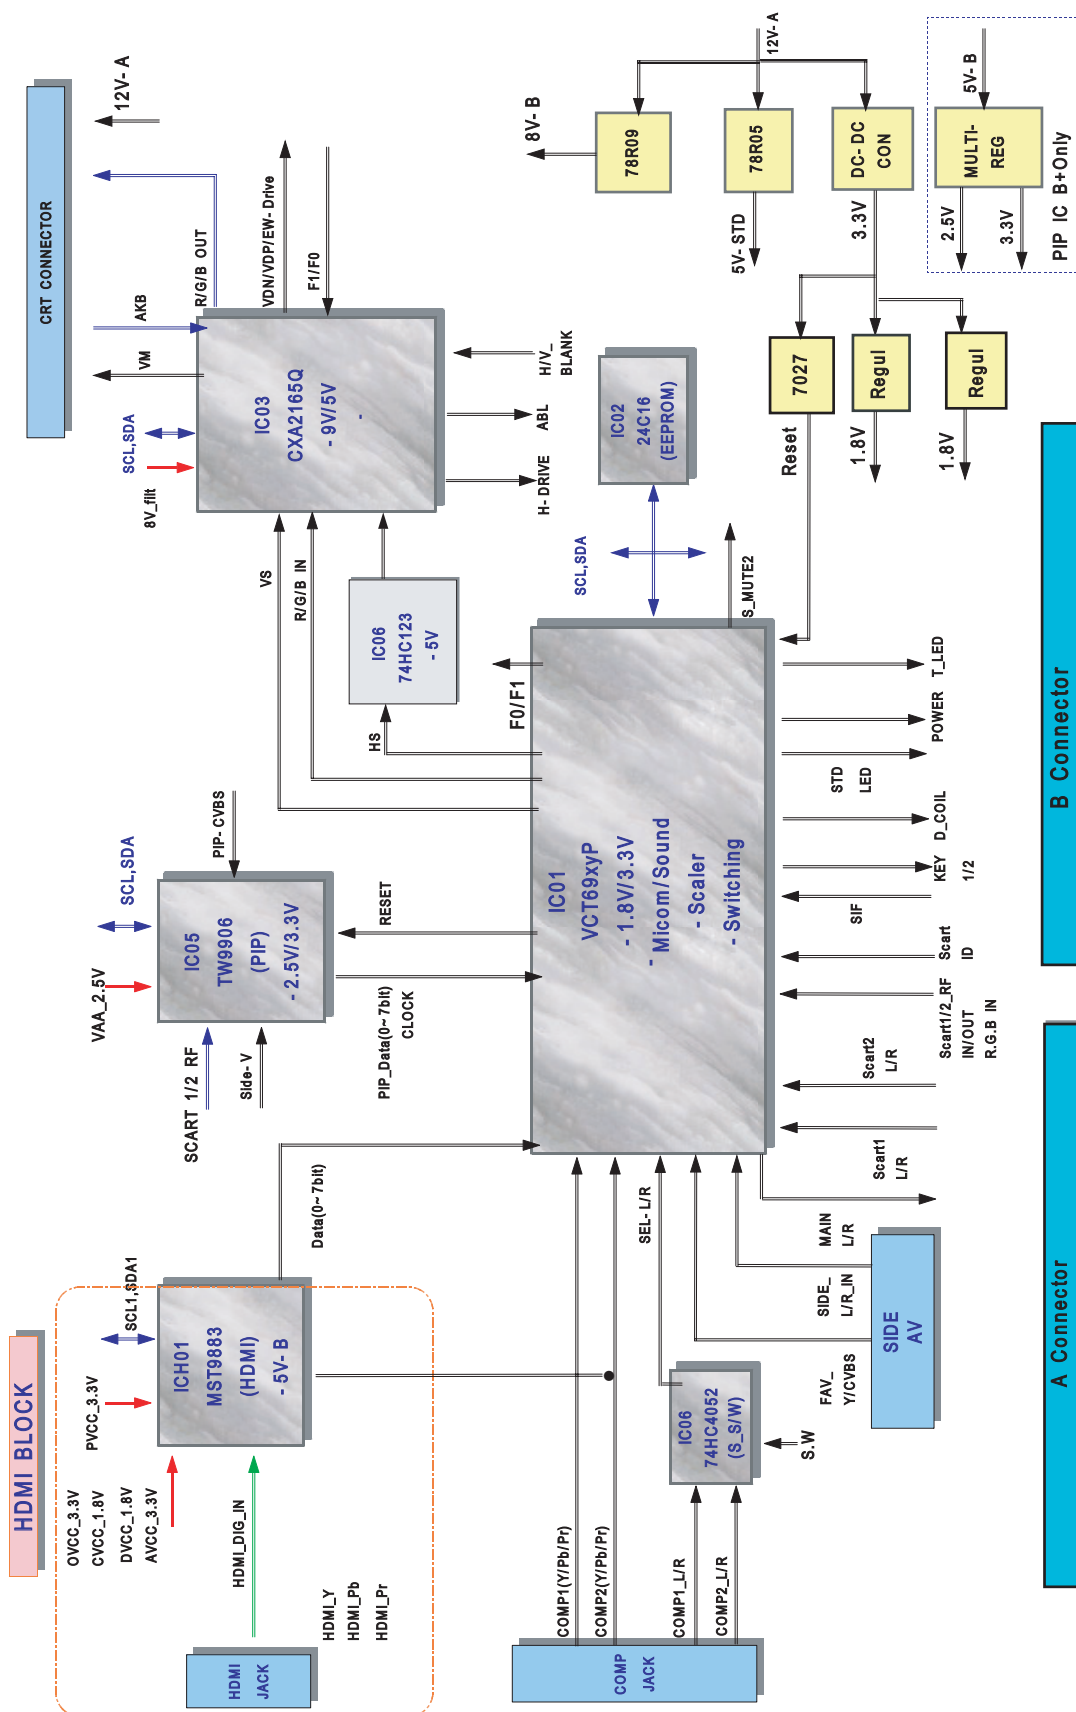 HDMI BLOCK
OVCC_3.3V
CVCC_1.8V
DVCC_1.8V
AVCC_3.3V
PVCC_3.3V
SCL1,SDA1
HDMI_DIG_IN
HDMI
JACK
HDMI_Y
HDMI_Pb
HDMI_Pr
ICH01
MST9883
(HDMI)
- 5V- B
Data(0~ 7bit)
COMP
JACK
COMP1(Y/Pb/Pr)
COMP2(Y/Pb/Pr)
COMP1_L/R
COMP2_L/R
IC06
74HC4052
(S_S/W)
S.W
SEL- L/R
SIDE
AV
FAV_
Y/CVBS
SIDE_
L/R_IN
MAIN
L/R
A Connector
VAA_2.5V
SCL,SDA
SCART 1/2 RF
Side- V
PIP- CVBS
IC05
TW9906
(PIP)
- 2.5V/3.3V
PIP_Data(0~ 7bit)
CLOCK
RESET
IC01
VCT69xyP
- 1.8V/3.3V
- Micom/Sound
- Scaler
- Switching
Scart1
L/R
Scart2
L/R
Scart1/2_RF
IN/OUT
R.G.B IN
Scart
ID
SIF
KEY
1/2
D_COIL
STD
LED
POWER
T_LED
B Connector
VS
R/G/B IN
HS
F0/F1
IC06
74HC123
- 5V
S_MUTE2
SCL,SDA
IC02
24C16
(EEPROM)
CRT CONNECTOR
12V- A
8V_filt
SCL,SDA
VM
AKB
R/G/B OUT
VDN/VDP/EW- Drive
F1/F0
IC03
CXA2165Q
- 9V/5V
-
H- DRIVE
ABL
H/V_
BLANK
8V- B
78R09
12V- A
78R05
5V- STD
DC- DC
CON
3.3V
7027
Reset
Regul
1.8V
Regul
1.8V
5V- B
MULTI-
REG
2.5V
3.3V
PIP IC B+Only